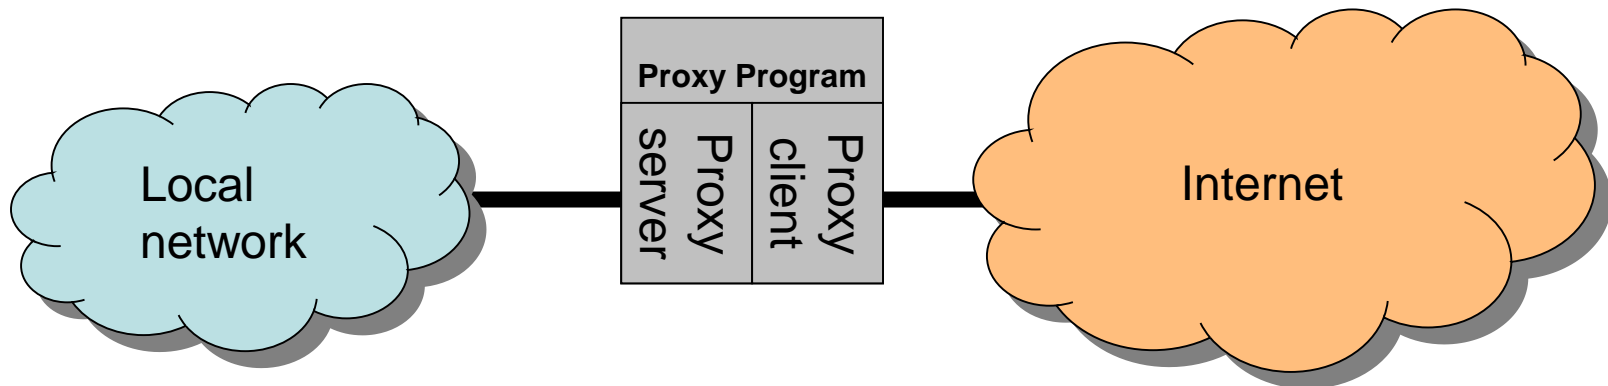 Proxy Program
Local
network
Proxy
server
Proxy
client
Internet